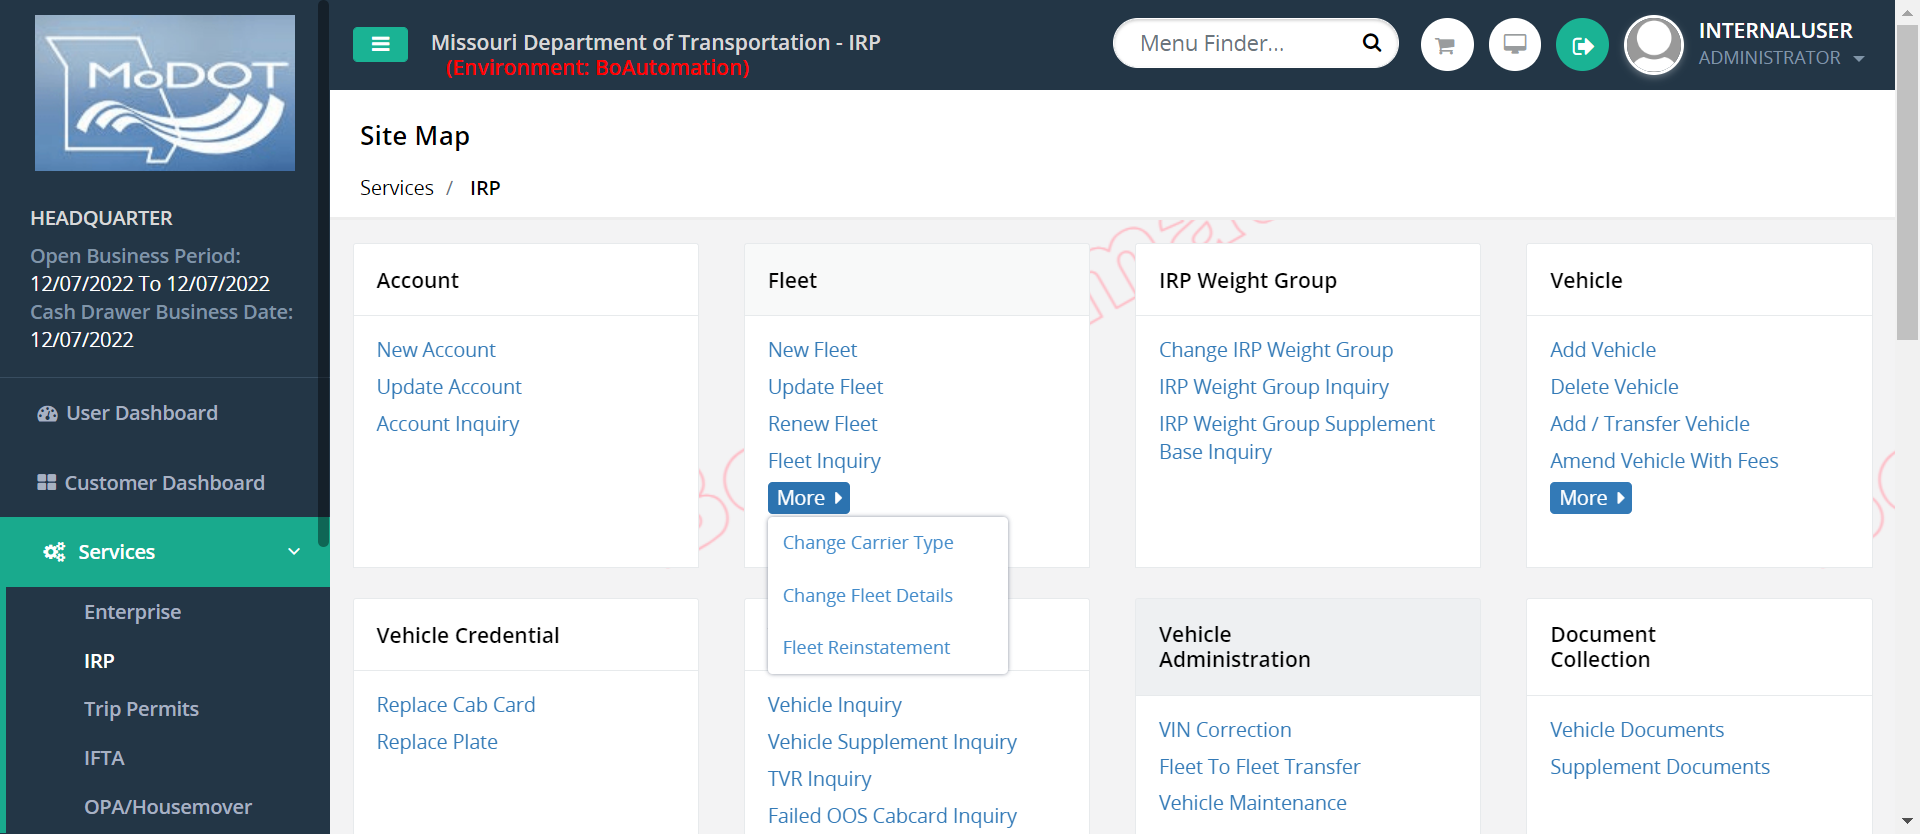 MoDOT
HEADQUARTER
Open Business Period:
12/07/2022 To 12/07/2022
Cash Drawer Business Date:
12/07/2022
User Dashboard
Customer Dashboard
Services
Enterprise
IRP
Trip Permits
IFTA
OPA/Housemover
Missouri Department of Transportation - IRP
(Environment: BoAutomation)
Menu Finder...
INTERNALUSER
ADMINISTRATOR
Site Map
Services / IRP
Account
New Account
Update Account
Account Inquiry
Fleet
New Fleet
Update Fleet
Renew Fleet
Fleet Inquiry
More
Change Carrier Type
Change Fleet Details
Fleet Reinstatement
IRP Weight Group
Change IRP Weight Group
IRP Weight Group Inquiry
IRP Weight Group Supplement
Base Inquiry
Vehicle
Add Vehicle
Delete Vehicle
Add / Transfer Vehicle
Amend Vehicle With Fees
More
Vehicle Credential
Replace Cab Card
Replace Plate
Vehicle Inquiry
Vehicle Supplement Inquiry
TVR Inquiry
Failed OOS Cabcard Inquiry
Vehicle
Administration
VIN Correction
Fleet To Fleet Transfer
Vehicle Maintenance
Document
Collection
Vehicle Documents
Supplement Documents